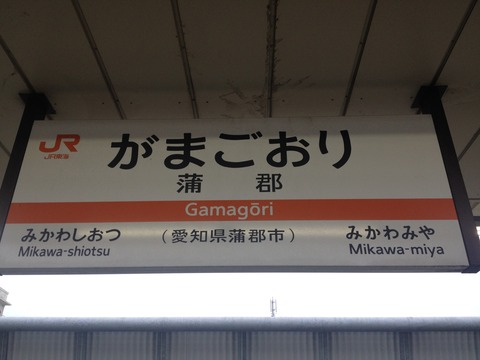 JR
JR東海
がまごおり
蒲郡
Gamagōri
みかわしおつ
Mikawa-shiotsu
(愛知県蒲郡市)
みかわみや
Mikawa-miya